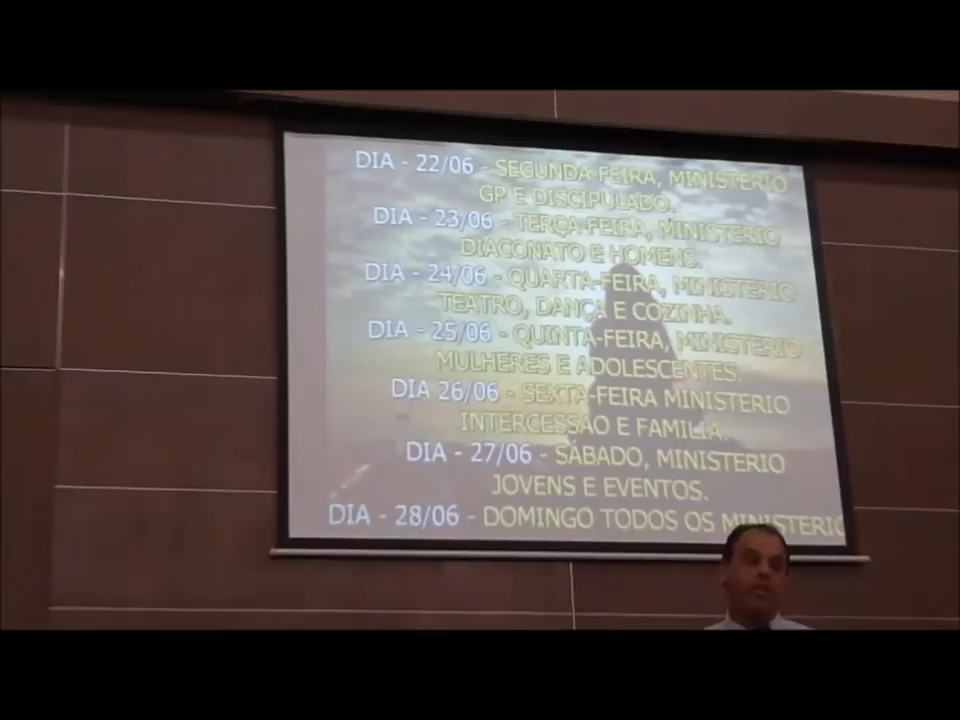 DIA - 22/06 - SEGUNDA FEIRA, MINISTERIO
GP E DISCIPULADO.
DIA - 23/06 - TERÇA-FEIRA, MINISTERIO
DIACONATO E HOMENS.
DIA - 24/06 - QUARTA-FEIRA, MINISTERIO
TEATRO, DANÇA E COZINHA.
DIA - 25/06 - QUINTA-FEIRA, MINISTERIO
MULHERES E ADOLESCENTES.
DIA 26/06 - SEXTA-FEIRA MINISTERIO
INTERCESSAO E FAMILIA.
DIA - 27/06 - SÁBADO, MINISTERIO
JOVENS E EVENTOS.
DIA - 28/06 - DOMINGO TODOS OS MINISTERIO